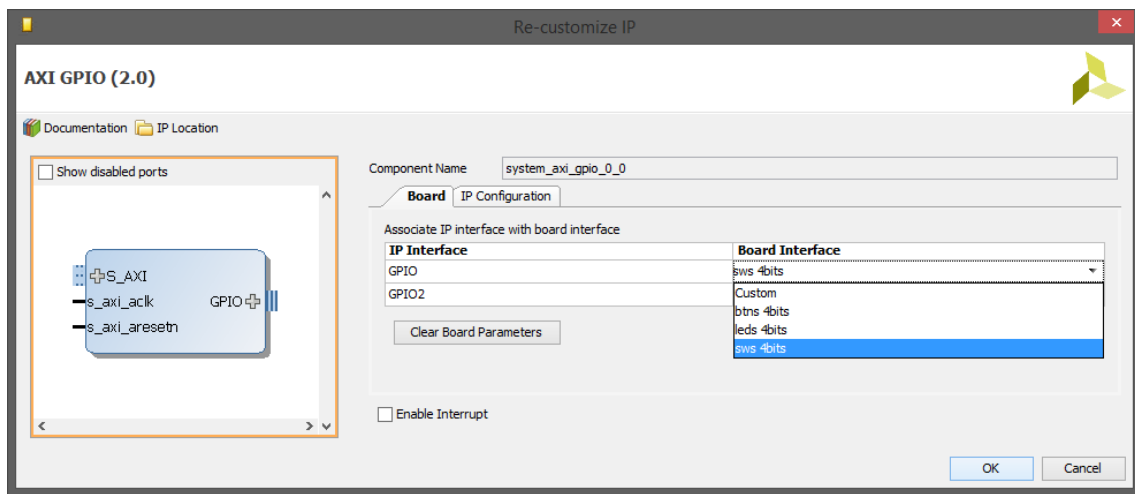 Re-customize IP
AXI GPIO (2.0)
Documentation IP Location
Show disabled ports
S_AXI
s_axi_aclk GPIO
s_axi_aresetn
Component Name system_axi_gpio_0_0
Board IP Configuration
Associate IP interface with board interface
IP Interface Board Interface
GPIO sws 4bits
GPIO2
Custom
btns 4bits
leds 4bits
sws 4bits
Clear Board Parameters
Enable Interrupt
OK Cancel